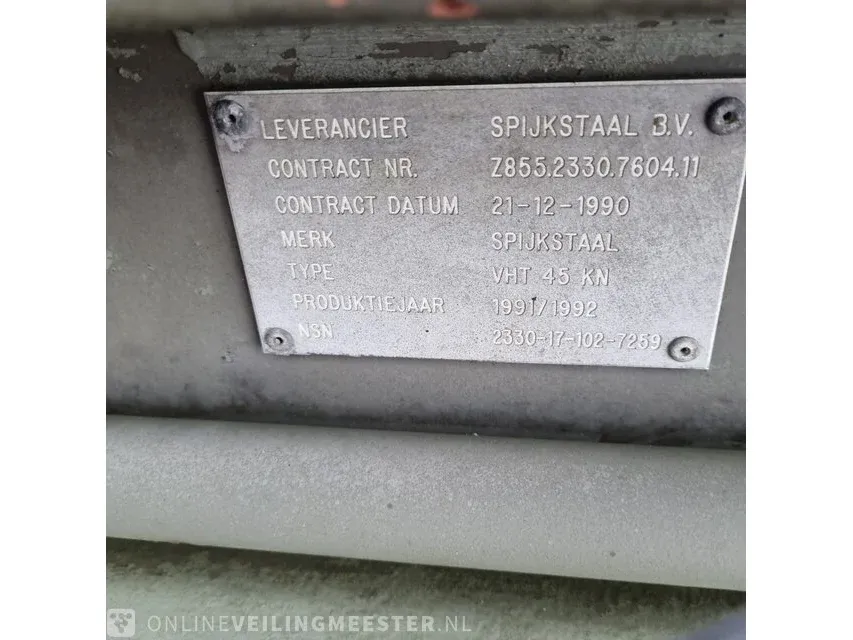 LEVERANCIER SPIJKSTAAL B.V.
CONTRACT NR. Z855.2330.7604.11
CONTRACT DATUM 21-12-1990
MERK SPIJKSTAAL
TYPE VHT 45 KN
PRODUKTIEJAAR 1991/1992
NSN 2330-17-102-7259
ONLINEVEILINGMEESTER.NL